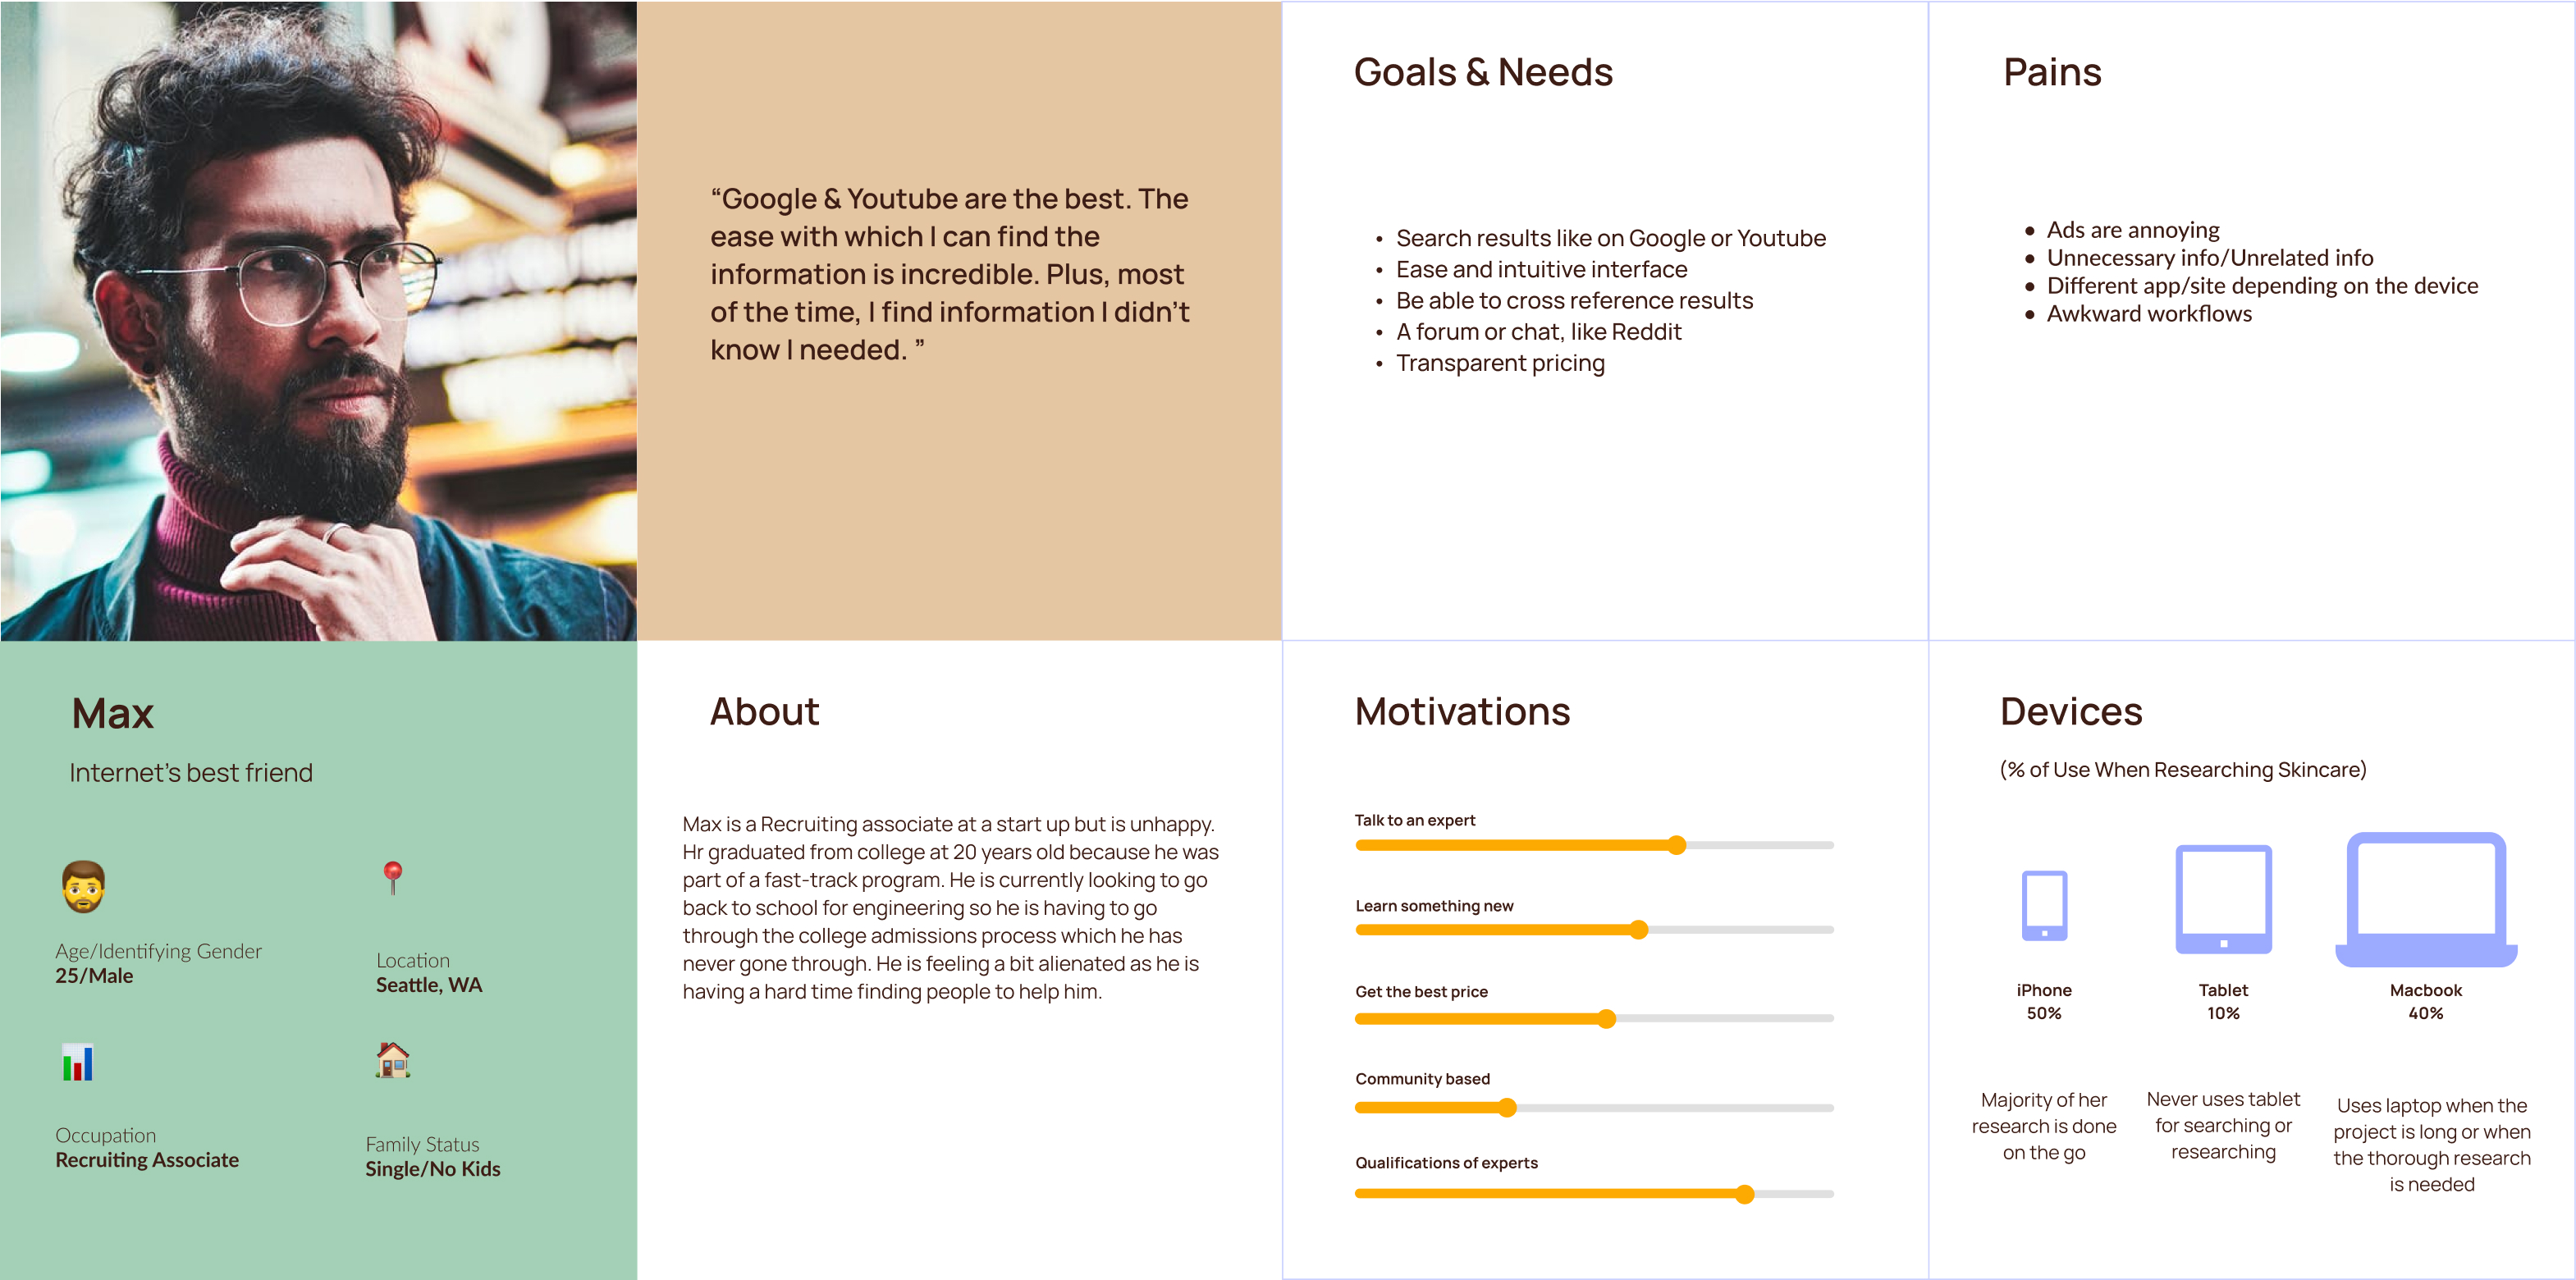 “Google & Youtube are the best. The
ease with which I can find the
information is incredible. Plus, most
of the time, I find information I didn’t
know I needed. ”
Goals & Needs
• Search results like on Google or Youtube
• Ease and intuitive interface
• Be able to cross reference results
• A forum or chat, like Reddit
• Transparent pricing
Pains
● Ads are annoying
● Unnecessary info/Unrelated info
● Different app/site depending on the device
● Awkward workflows
Max
Internet’s best friend
Age/Identifying Gender
25/Male
Location
Seattle, WA
Occupation
Recruiting Associate
Family Status
Single/No Kids
About
Max is a Recruiting associate at a start up but is unhappy.
Hr graduated from college at 20 years old because he was
part of a fast-track program. He is currently looking to go
back to school for engineering so he is having to go
through the college admissions process which he has
never gone through. He is feeling a bit alienated as he is
having a hard time finding people to help him.
Motivations
Talk to an expert
Learn something new
Get the best price
Community based
Qualifications of experts
Devices
(% of Use When Researching Skincare)
iPhone
50%
Majority of her
research is done
on the go
Tablet
10%
Never uses tablet
for searching or
researching
Macbook
40%
Uses laptop when the
project is long or when
the thorough research
is needed